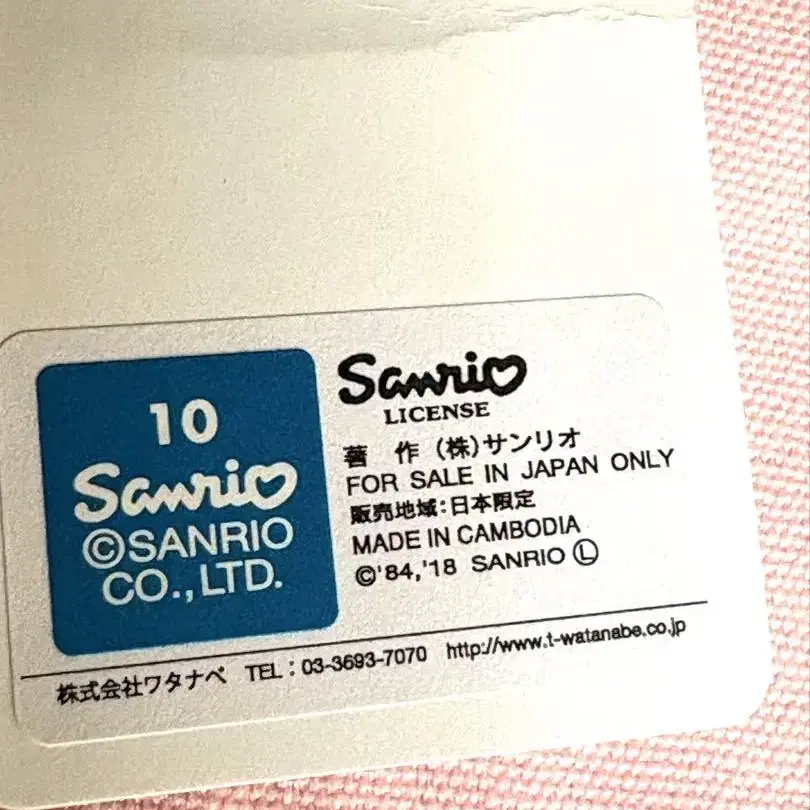 10
Sanrio
©SANRIO
CO.,LTD.
Sanrio
LICENSE
著 作 (株)サンリオ
FOR SALE IN JAPAN ONLY
販売地域:日本限定
MADE IN CAMBODIA
©'84,'18 SANRIO Ⓛ
株式会社ワタナベ TEL:03-3693-7070 http://www.t-watanabe.co.jp